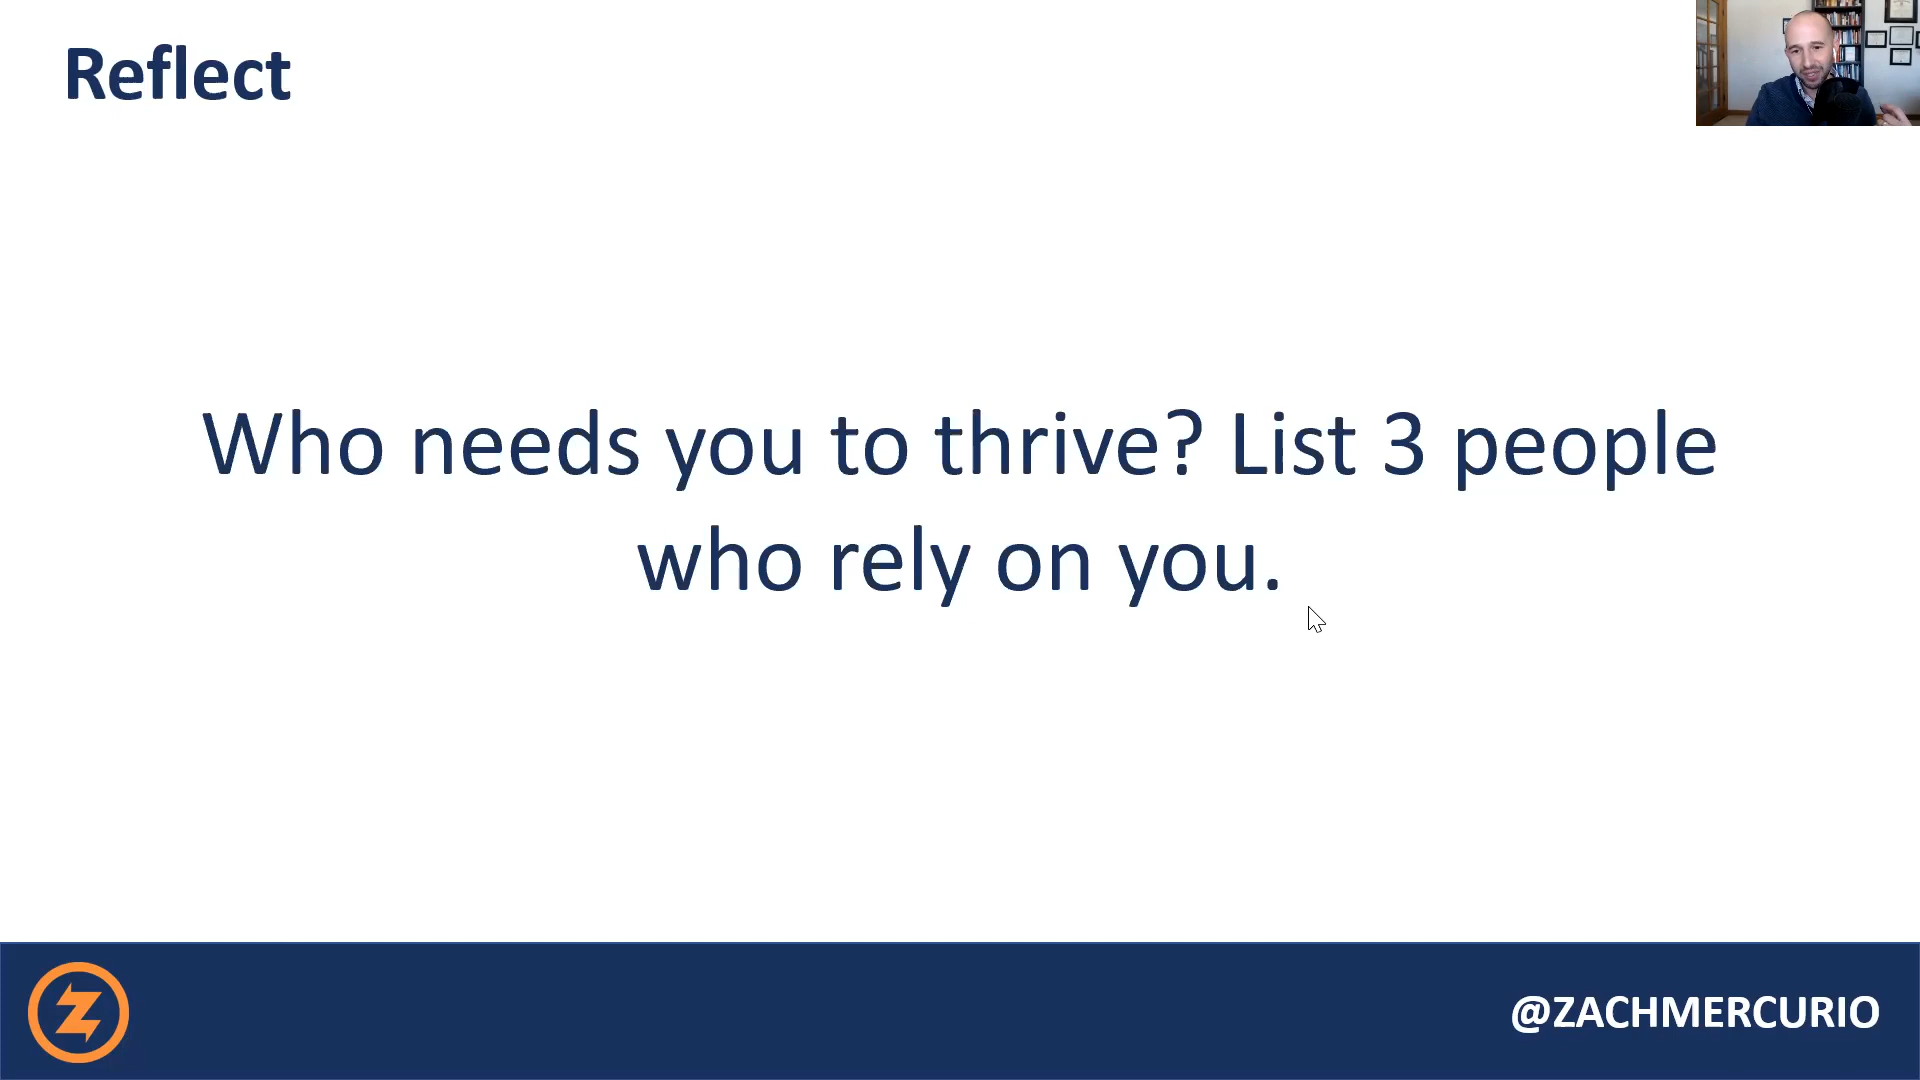 Reflect
Who needs you to thrive? List 3 people
who rely on you.
@ZACHMERCURIO